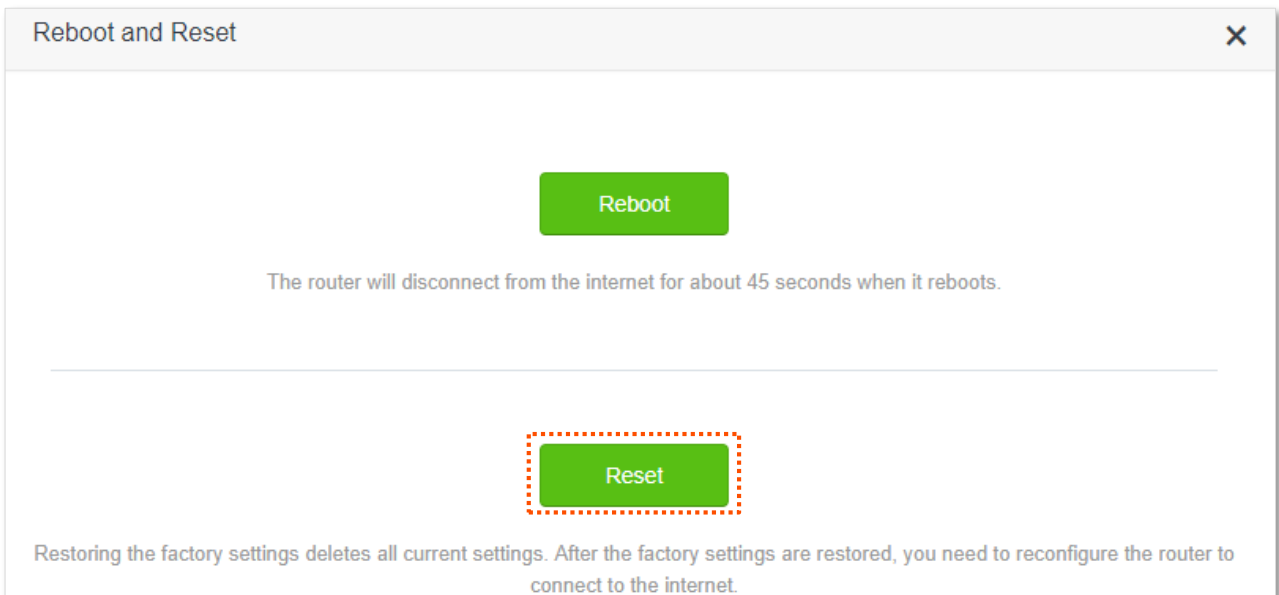 Reboot and Reset
Reboot
The router will disconnect from the internet for about 45 seconds when it reboots.
Reset
Restoring the factory settings deletes all current settings. After the factory settings are restored, you need to reconfigure the router to
connect to the internet.